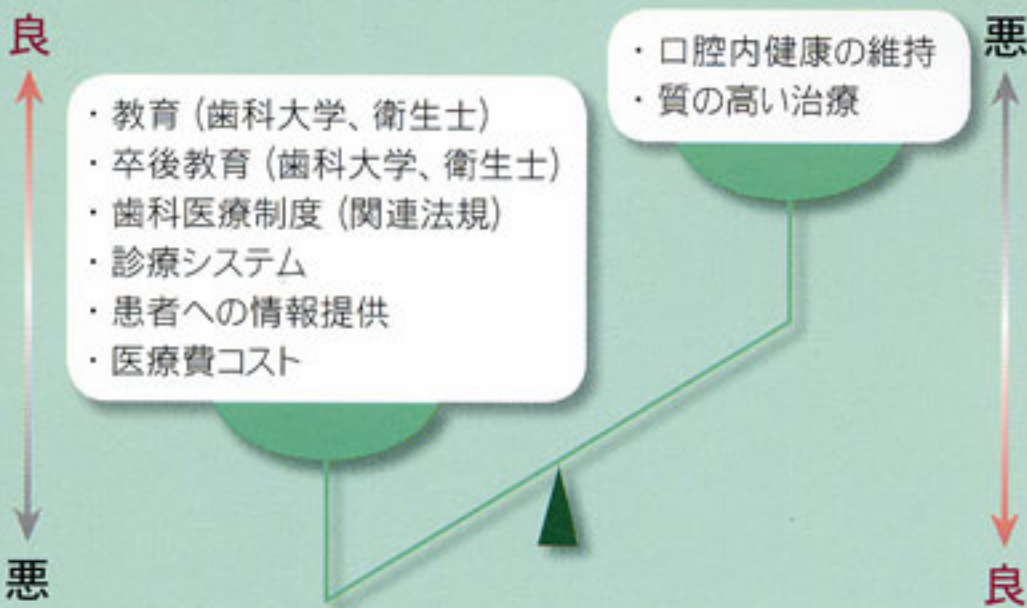 良
・教育 (歯科大学、衛生士)
・卒後教育 (歯科大学、衛生士)
・歯科医療制度 (関連法規)
・診療システム
・患者への情報提供
・医療費コスト
悪
・口腔内健康の維持
・質の高い治療
悪
良